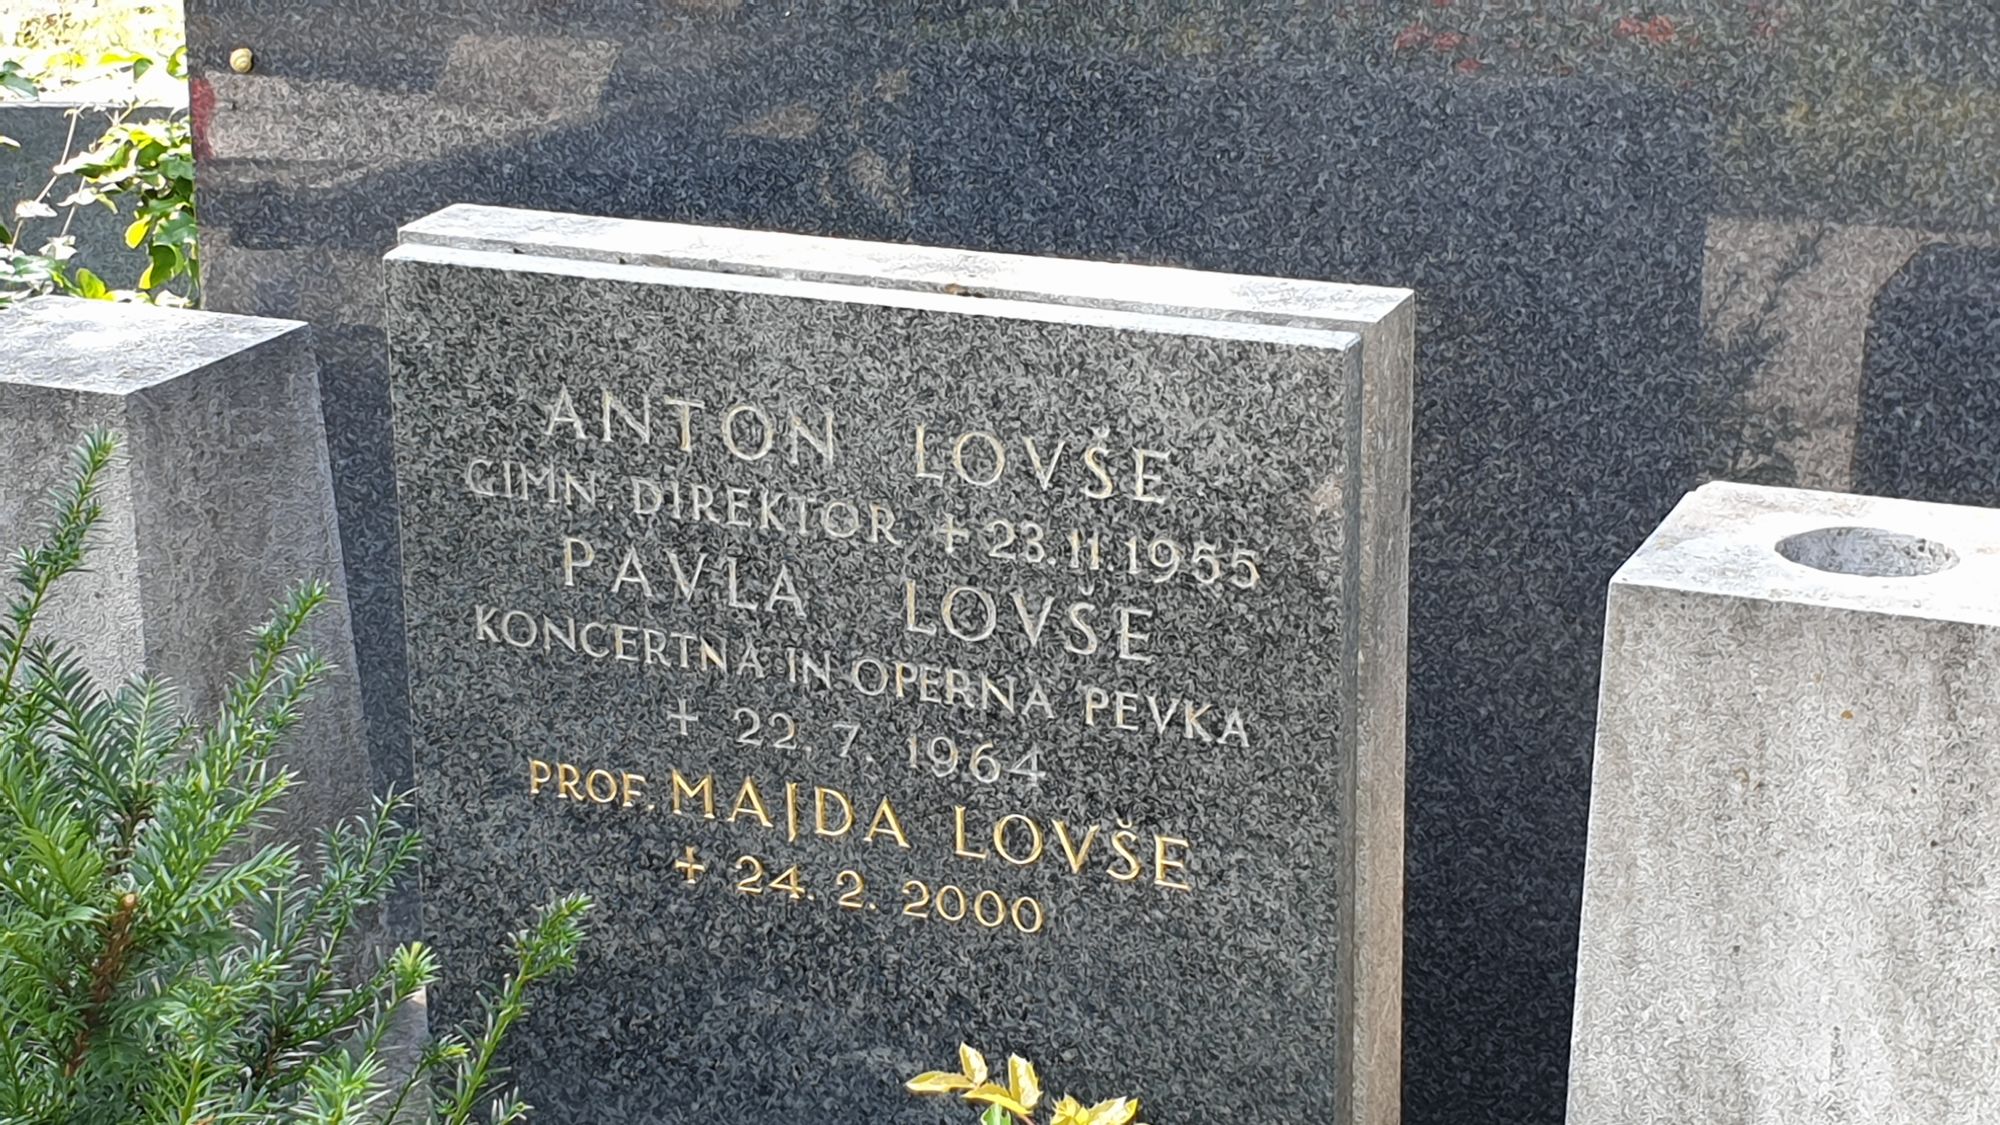 ANTON LOVŠE
GIMN. DIREKTOR + 23.11.1955
PAVLA LOVŠE
KONCERTNA IN OPERNA PEVKA
+ 22. 7. 1964
PROF. MAJDA LOVŠE
+ 24. 2. 2000